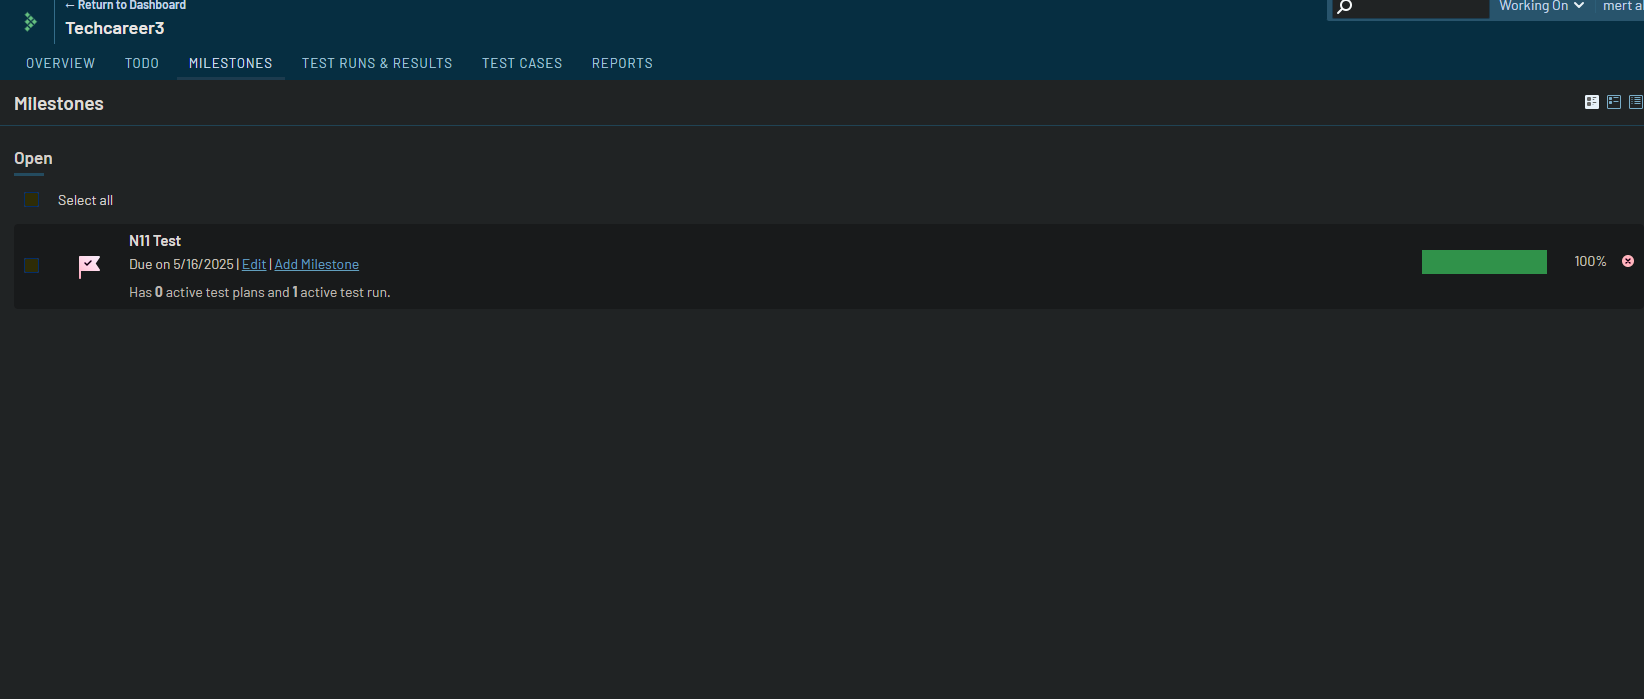 ← Return to Dashboard
Techcareer3
Working On
mert al
OVERVIEW TODO MILESTONES TEST RUNS & RESULTS TEST CASES REPORTS
Milestones
Open
Select all
N11 Test
Due on 5/16/2025 | Edit | Add Milestone
100%
Has 0 active test plans and 1 active test run.